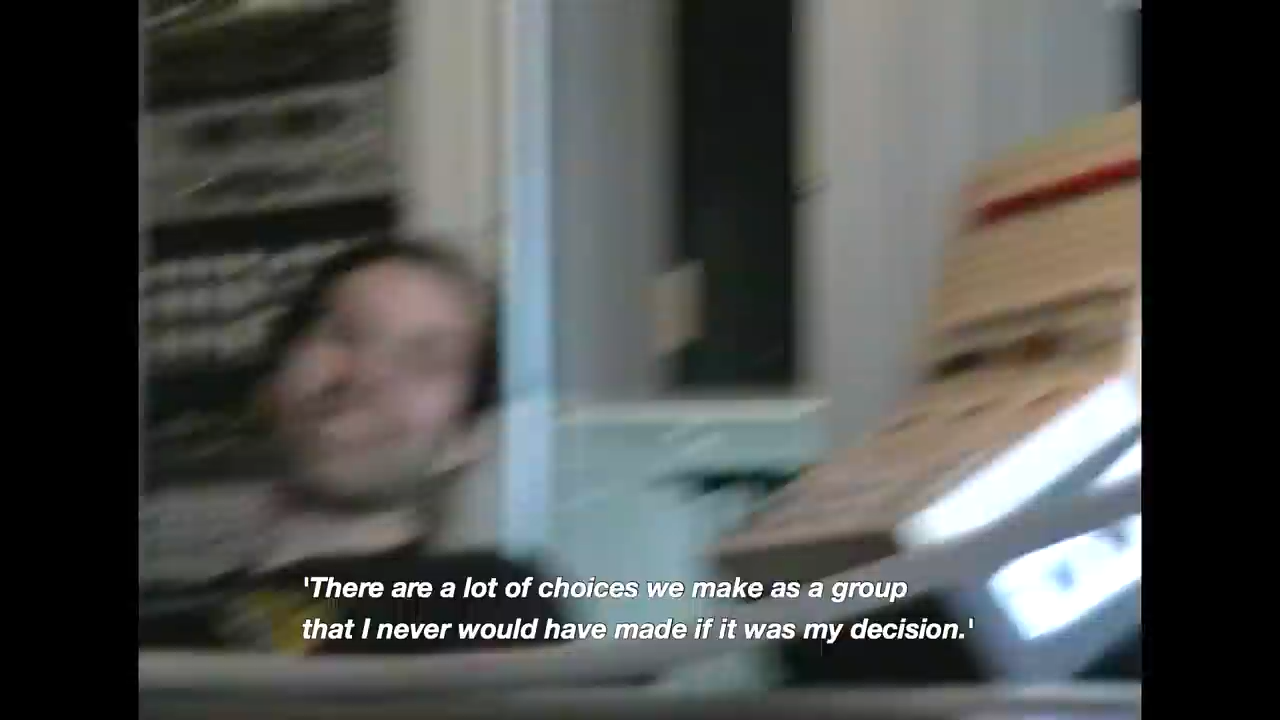 'There are a lot of choices we make as a group
that I never would have made if it was my decision.'